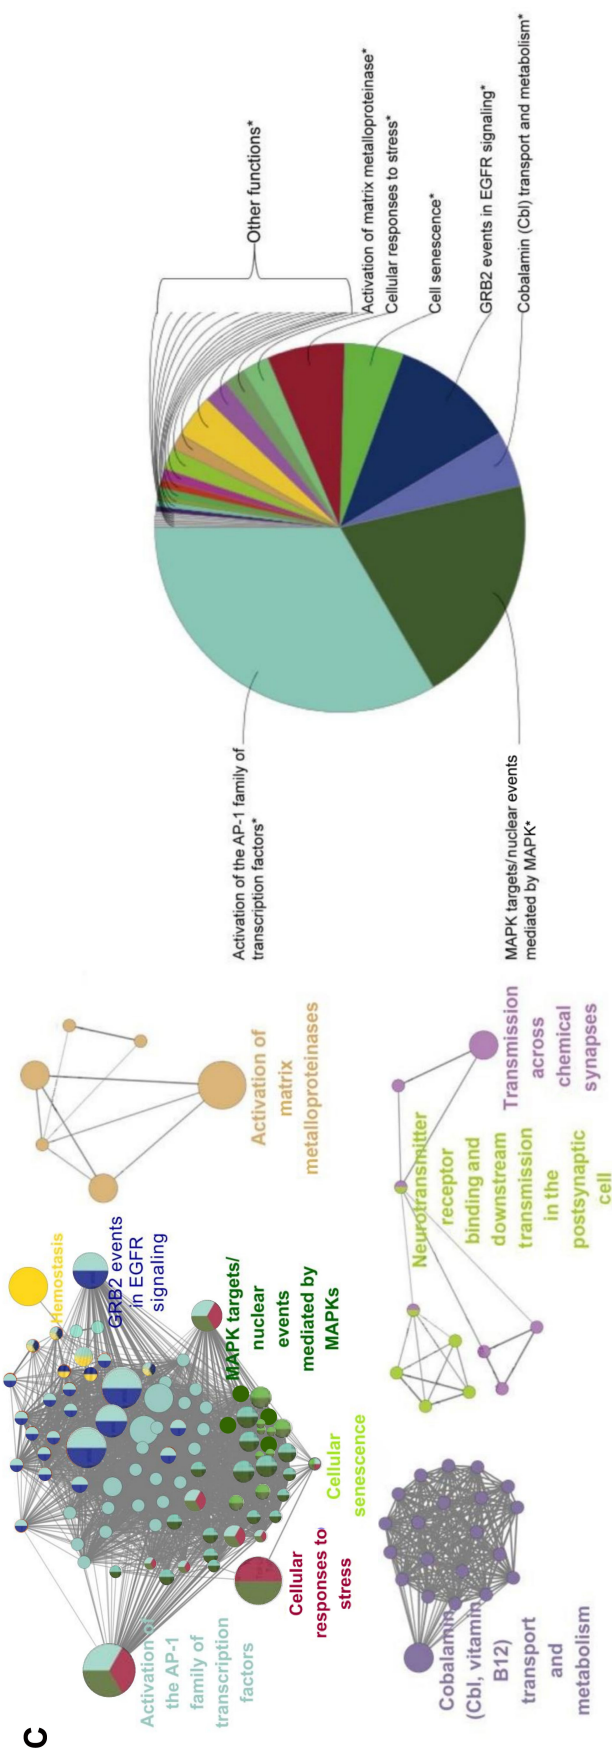 C
Activation of
the AP-1
family of
transcription
factors
Cellular
responses to
stress
Cellular
senescence
MAPK targets/
nuclear
events
mediated by
MAPKs
GRB2 events
in EGFR
signaling
Hemostasis
Activation of
matrix
metalloproteinases
Cobalamin
(Cbl, vitamin
B12)
transport
and
metabolism
Neurotransmitter
receptor
binding and
downstream
transmission
in the
postsynaptic
cell
Transmission
across
chemical
synapses
Activation of the AP-1 family of
transcription factors*
MAPK targets/nuclear events
mediated by MAPK*
Other functions*
Activation of matrix metalloproteinase*
Cellular responses to stress*
Cell senescence*
GRB2 events in EGFR signaling*
Cobalamin (Cbl) transport and metabolism*